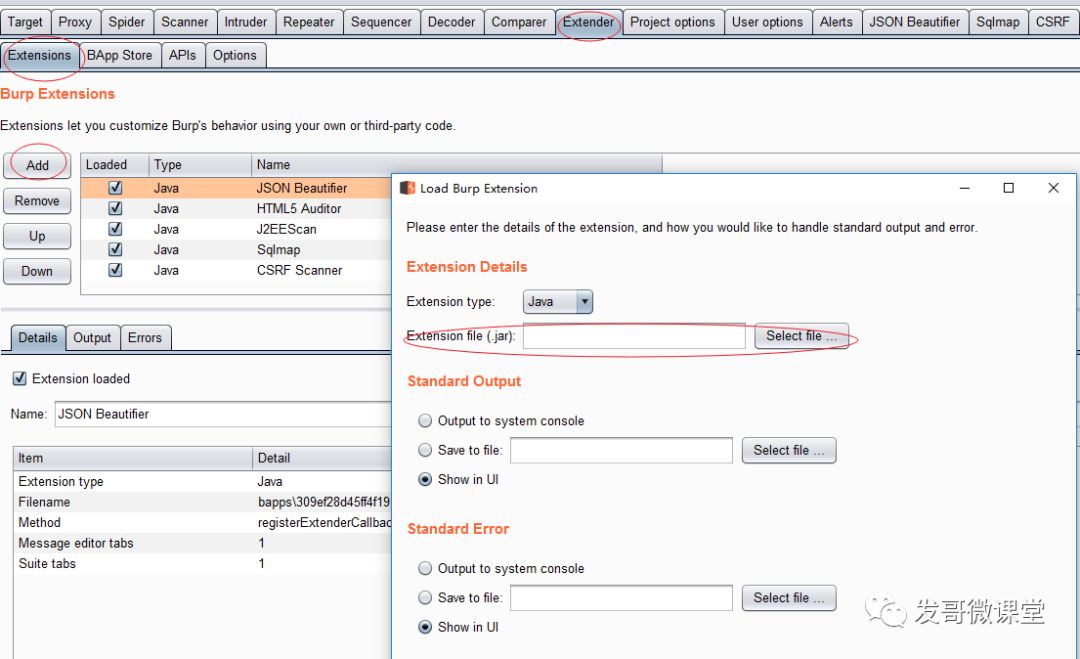 Target Proxy Spider Scanner Intruder Repeater Sequencer Decoder Comparer Extender Project options User options Alerts JSON Beautifier Sqlmap CSRF
Extensions BApp Store APIs Options
Burp Extensions
Extensions let you customize Burp's behavior using your own or third-party code.
Add
Remove
Up
Down
Loaded Type Name
Java JSON Beautifier
Java HTML5 Auditor
Java J2EEScan
Java Sqlmap
Java CSRF Scanner
Details Output Errors
Extension loaded
Name: JSON Beautifier
Item Detail
Extension type Java
Filename bapps\309ef28d45ff4f19
Method registerExtenderCallbac
Message editor tabs 1
Suite tabs 1
Load Burp Extension
Please enter the details of the extension, and how you would like to handle standard output and error.
Extension Details
Extension type: Java
Extension file (.jar): Select file ...
Standard Output
Output to system console
Save to file: Select file ...
Show in UI
Standard Error
Output to system console
Save to file: Select file ...
Show in UI
发哥微课堂